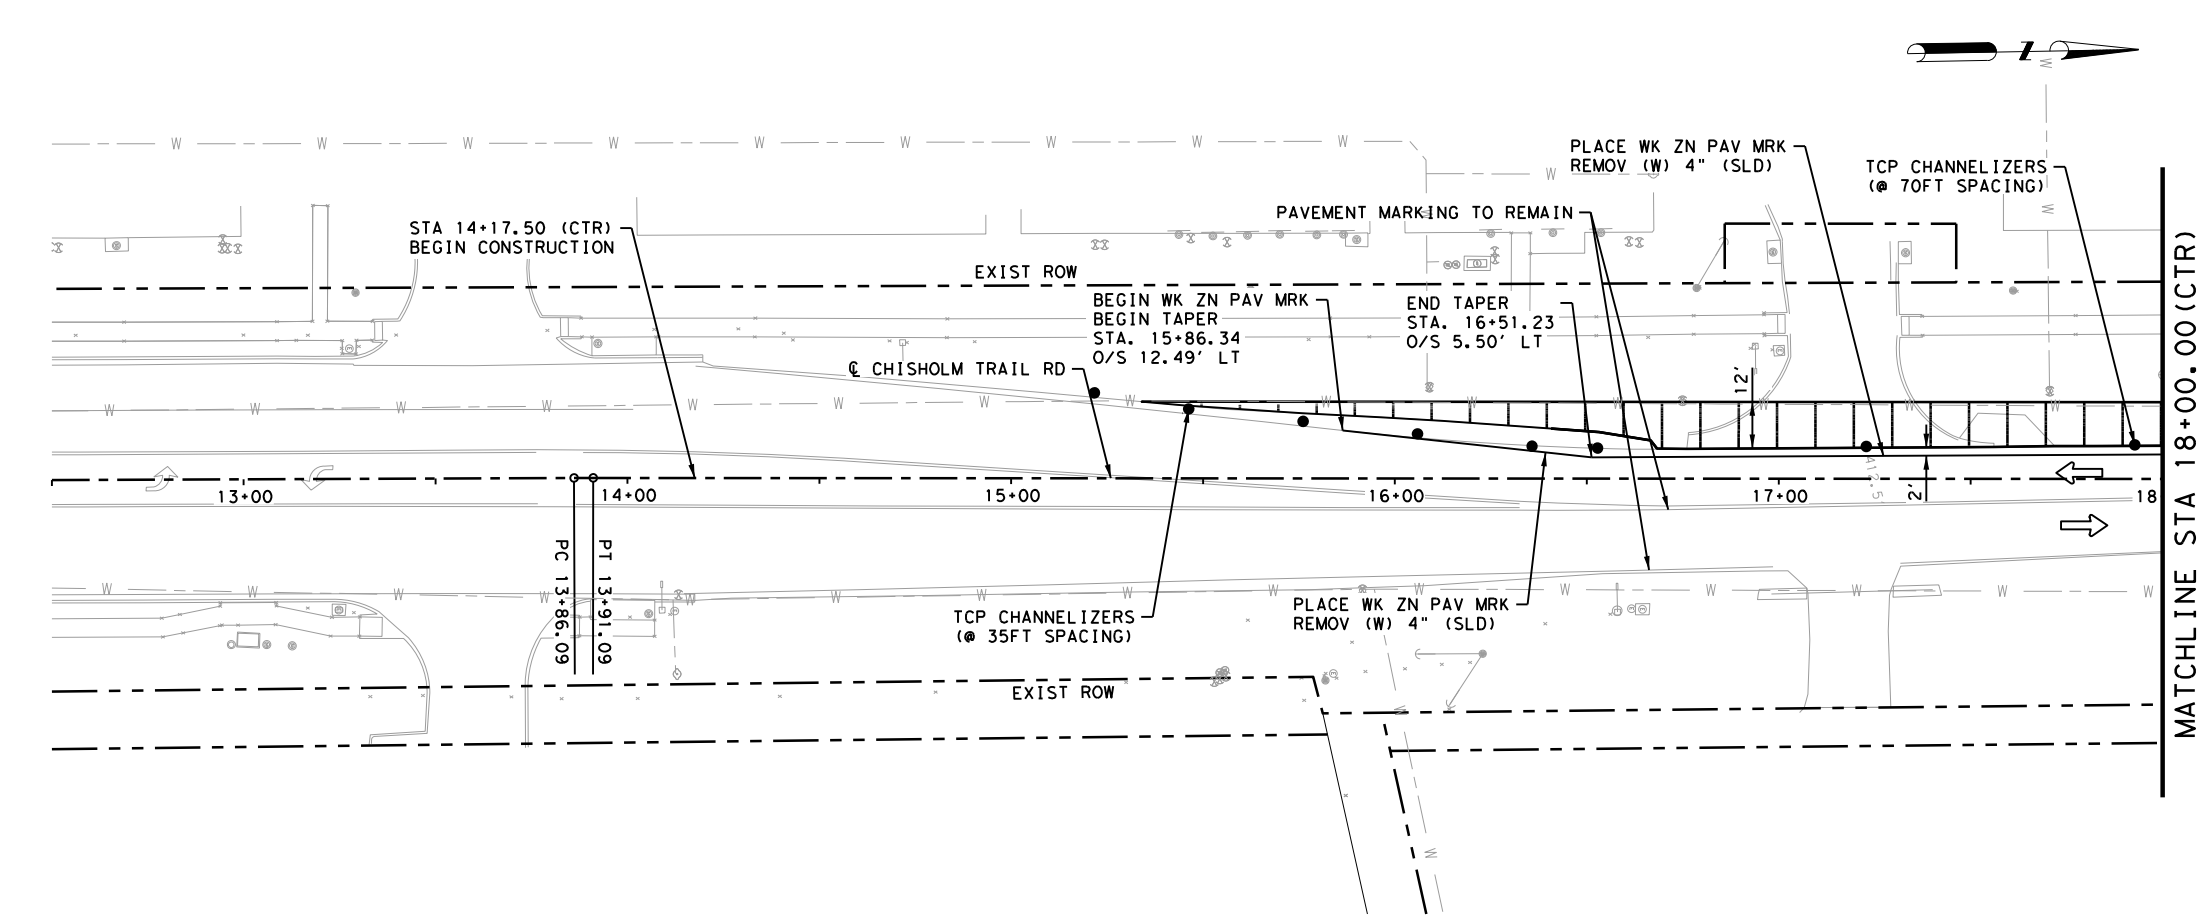 Z
PLACE WK ZN PAV MRK
REMOV (W) 4" (SLD)
TCP CHANNELIZERS
(@ 70FT SPACING)
PAVEMENT MARKING TO REMAIN
STA 14+17.50 (CTR)
BEGIN CONSTRUCTION
EXIST ROW
BEGIN WK ZN PAV MRK
BEGIN TAPER
STA. 15+86.34
O/S 12.49' LT
END TAPER
STA. 16+51.23
O/S 5.50' LT
℄ CHISHOLM TRAIL RD
12'
2'
13+00
14+00
15+00
16+00
17+00
18
PC 13+86.09
PT 13+91.09
TCP CHANNELIZERS
(@ 35FT SPACING)
PLACE WK ZN PAV MRK
REMOV (W) 4" (SLD)
EXIST ROW
MATCHLINE STA 18+00.00(CTR)